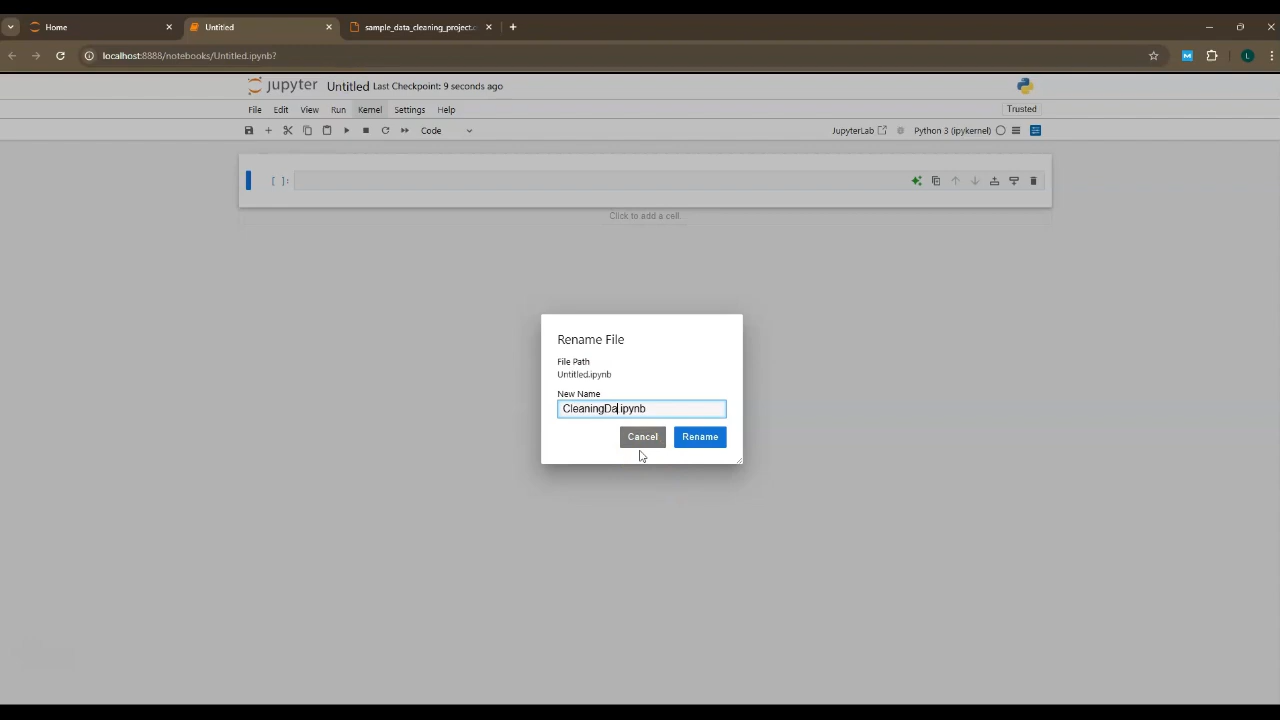 Home
Untitled
sample_data_cleaning_project.c
localhost:8888/notebooks/Untitled.ipynb?
M
L
jupyter Untitled Last Checkpoint: 9 seconds ago
File Edit View Run Kernel Settings Help
Trusted
Code
JupyterLab
Python 3 (ipykernel)
[ ]:
Click to add a cell.
Rename File
File Path
Untitled.ipynb
New Name
CleaningDa.ipynb
Cancel Rename